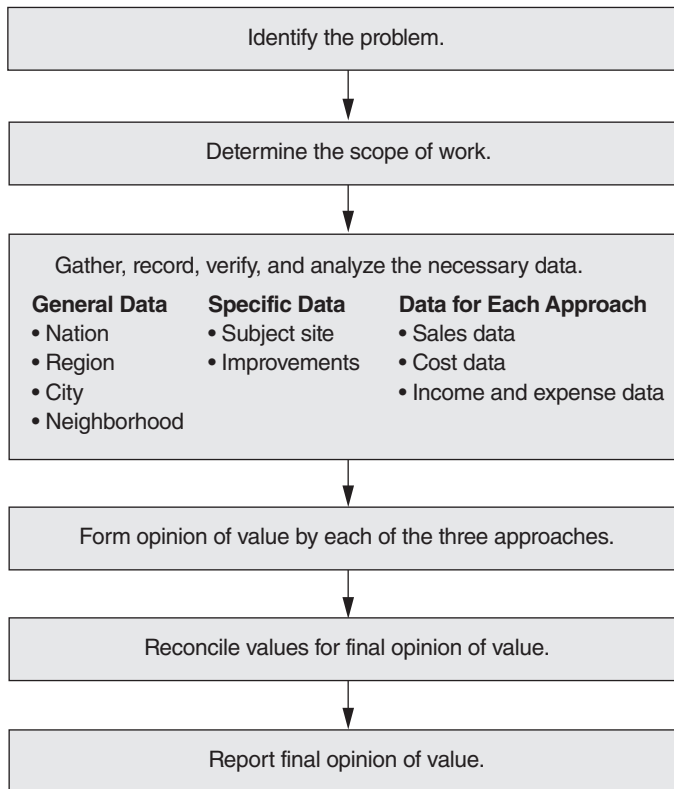 Identify the problem.
Determine the scope of work.
Gather, record, verify, and analyze the necessary data.
General Data
• Nation
• Region
• City
• Neighborhood
Specific Data
• Subject site
• Improvements
Data for Each Approach
• Sales data
• Cost data
• Income and expense data
Form opinion of value by each of the three approaches.
Reconcile values for final opinion of value.
Report final opinion of value.